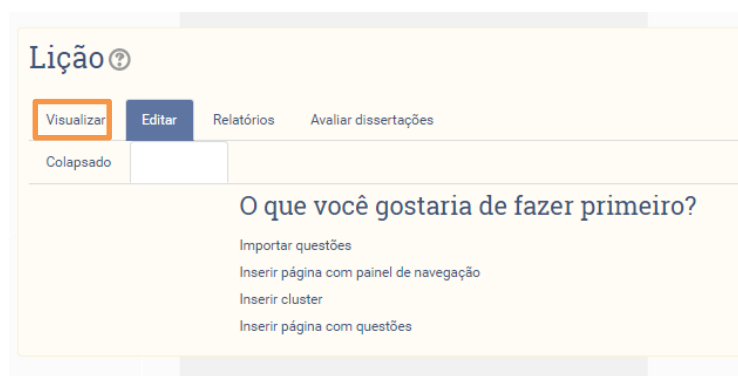 Lição
Visualizar Editar Relatórios Avaliar dissertações
Colapsado
O que você gostaria de fazer primeiro?
Importar questões
Inserir página com painel de navegação
Inserir cluster
Inserir página com questões